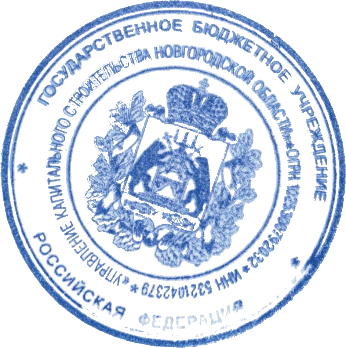 ГОСУДАРСТВЕННОЕ БЮДЖЕТНОЕ УЧРЕЖДЕНИЕ
* РОССИЙСКАЯ ФЕДЕРАЦИЯ *
«УПРАВЛЕНИЕ КАПИТАЛЬНОГО СТРОИТЕЛЬСТВА НОВГОРОДСКОЙ ОБЛАСТИ» * ОГРН * ИНН 5321042379 *